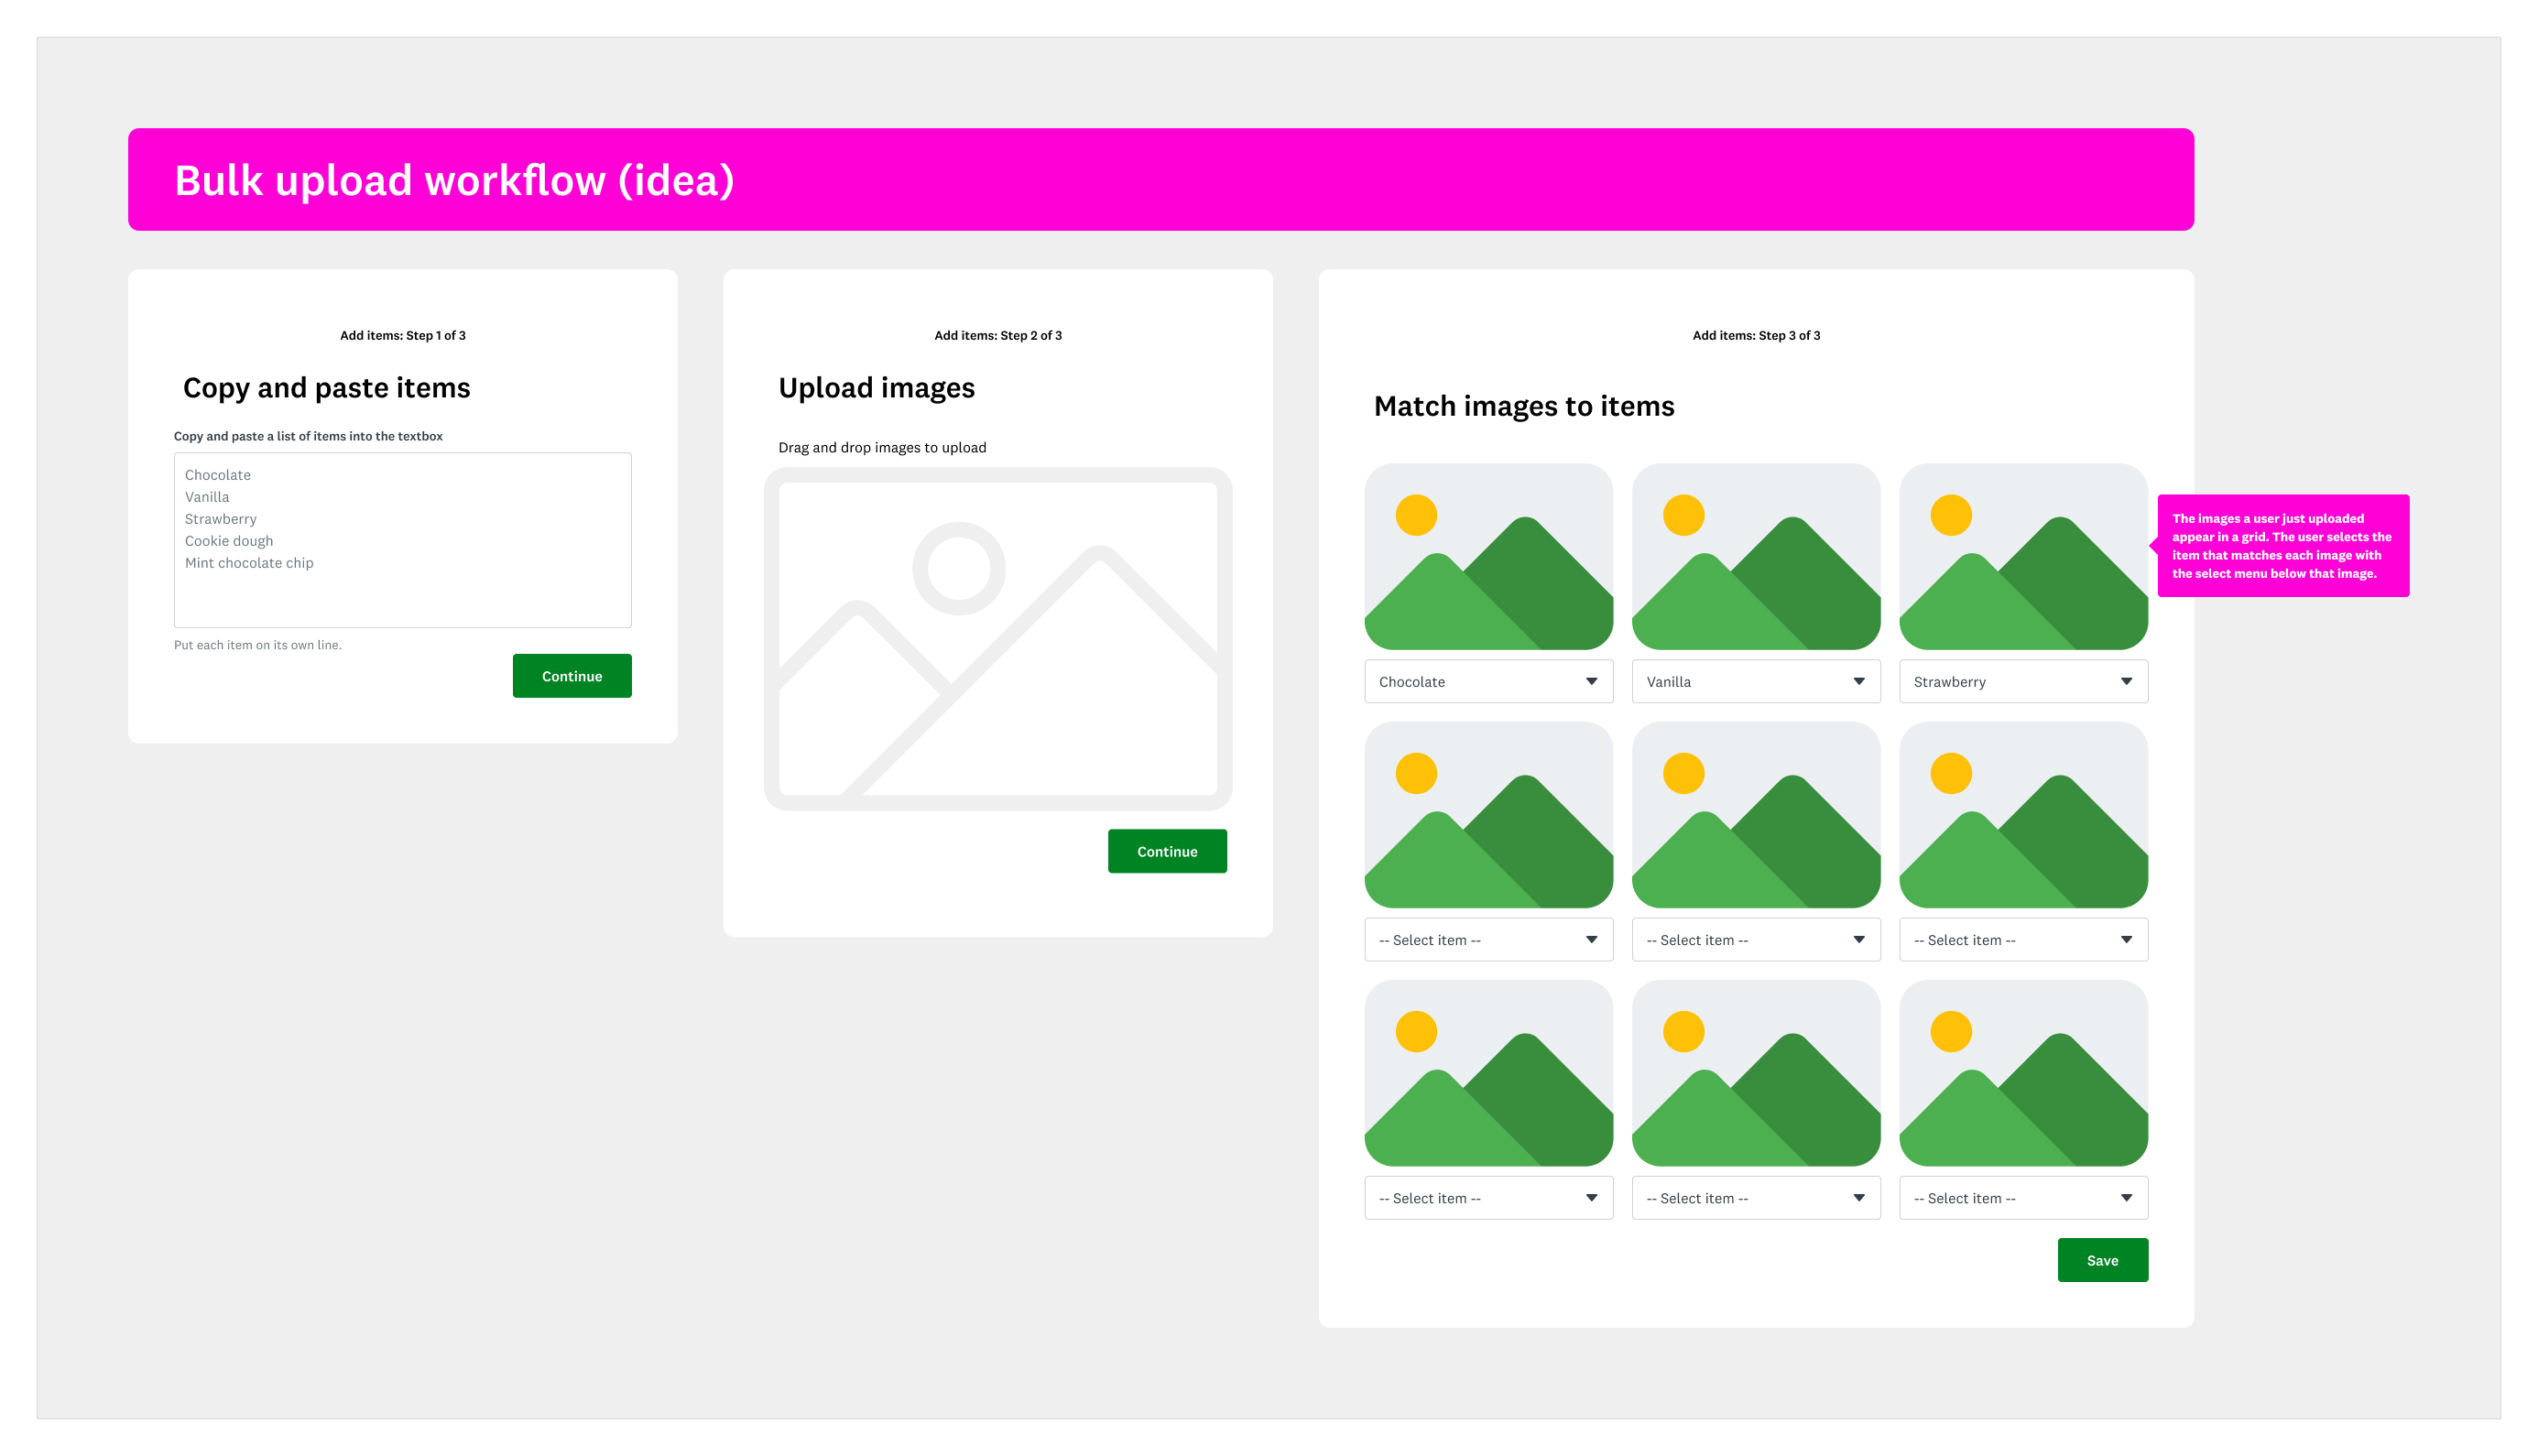 Bulk upload workflow (idea)
Add items: Step 1 of 3
Copy and paste items
Copy and paste a list of items into the textbox
Chocolate
Vanilla
Strawberry
Cookie dough
Mint chocolate chip
Put each item on its own line.
Continue
Add items: Step 2 of 3
Upload images
Drag and drop images to upload
Continue
Add items: Step 3 of 3
Match images to items
The images a user just uploaded
appear in a grid. The user selects the
item that matches each image with
the select menu below that image.
Chocolate
Vanilla
Strawberry
-- Select item --
-- Select item --
-- Select item --
-- Select item --
-- Select item --
-- Select item --
Save